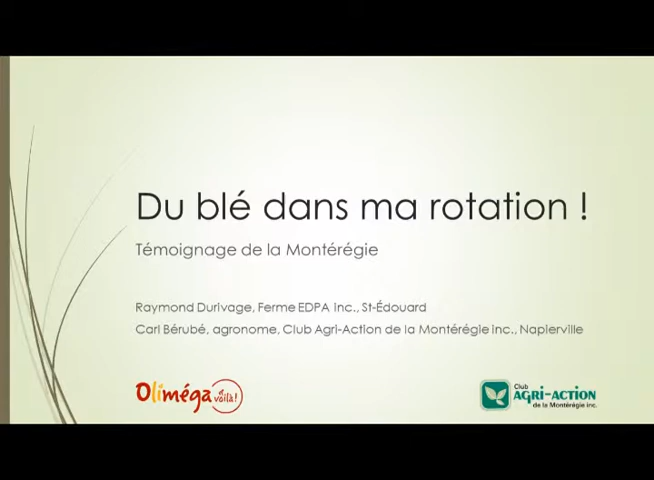 Du blé dans ma rotation !
Témoignage de la Montérégie
Raymond Durivage, Ferme EDPA inc., St-Édouard
Carl Bérubé, agronome, Club Agri-Action de la Montérégie inc., Napierville
Oliméga et voilà!
Club
AGRI-ACTION
de la Montérégie inc.